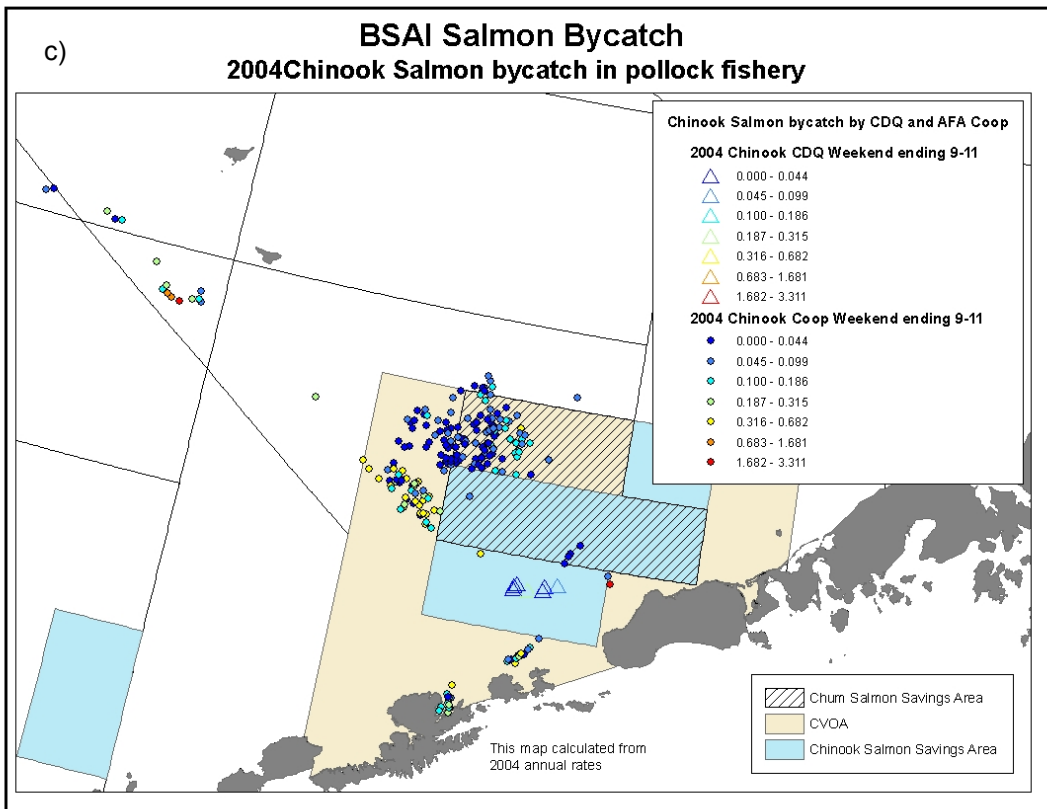 c)
BSAI Salmon Bycatch
2004Chinook Salmon bycatch in pollock fishery
Chinook Salmon bycatch by CDQ and AFA Coop
2004 Chinook CDQ Weekend ending 9-11
0.000 - 0.044
0.045 - 0.099
0.100 - 0.186
0.187 - 0.315
0.316 - 0.682
0.683 - 1.681
1.682 - 3.311
2004 Chinook Coop Weekend ending 9-11
0.000 - 0.044
0.045 - 0.099
0.100 - 0.186
0.187 - 0.315
0.316 - 0.682
0.683 - 1.681
1.682 - 3.311
Chum Salmon Savings Area
CVOA
Chinook Salmon Savings Area
This map calculated from
2004 annual rates